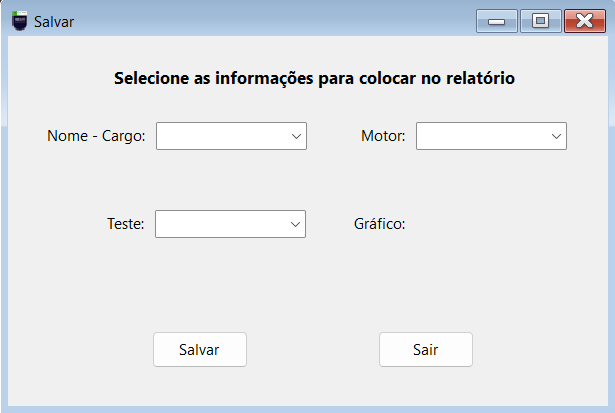 Salvar
Selecione as informações para colocar no relatório
Nome - Cargo: Motor:
Teste: Gráfico:
Salvar Sair